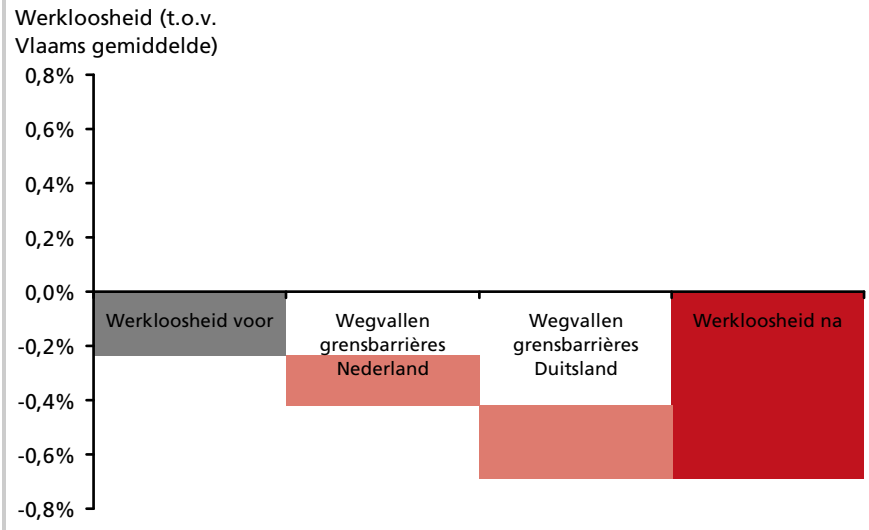 Werkloosheid (t.o.v.
Vlaams gemiddelde)
0,8%
0,6%
0,4%
0,2%
0,0%
-0,2%
-0,4%
-0,6%
-0,8%
Werkloosheid voor
Wegvallen
grensbarrières
Nederland
Wegvallen
grensbarrières
Duitsland
Werkloosheid na